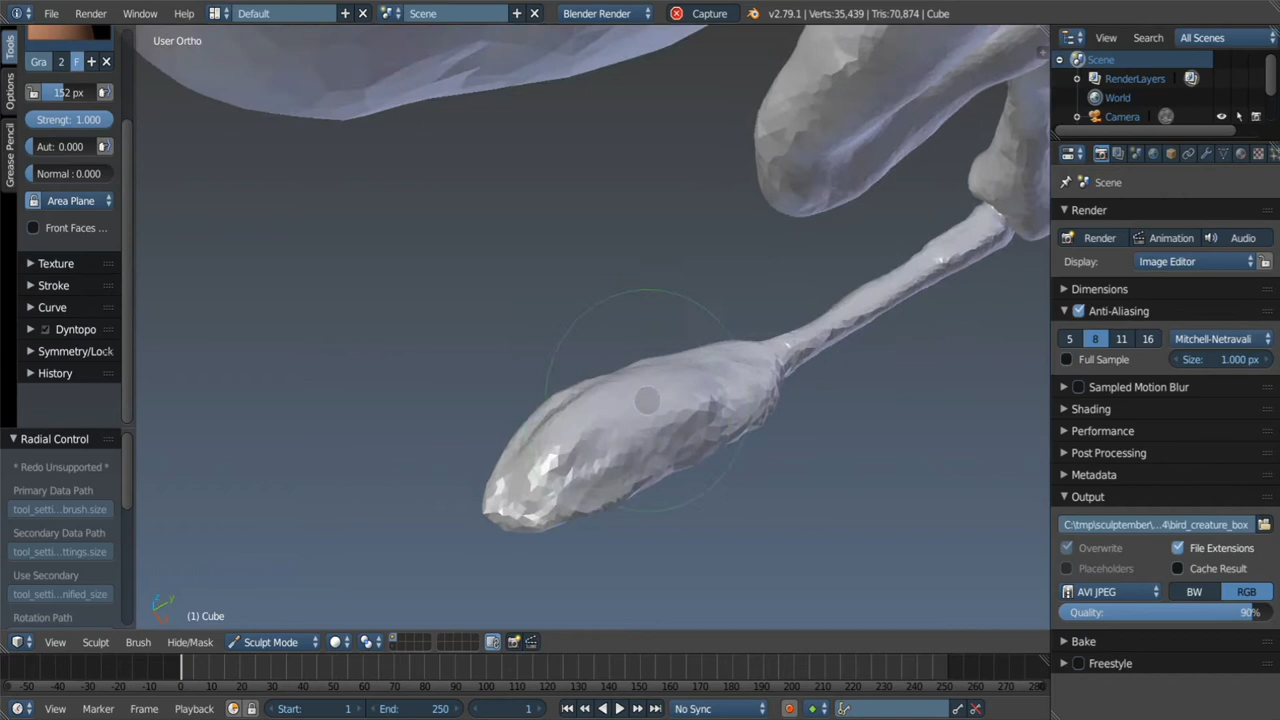 File Render Window Help Default Scene Blender Render Capture v2.79.1 | Verts:35,439 | Tris:70,874 | Cube
View Search All Scenes
Tools
Options
Grease Pencil
User Ortho
Gra 2 F
152 px
Strengt: 1.000
Aut: 0.000
Normal : 0.000
Area Plane
Front Faces ...
Texture
Stroke
Curve
Dyntopo
Symmetry/Lock
History
Radial Control
* Redo Unsupported *
Primary Data Path
tool_setti...brush.size
Secondary Data Path
tool_setti...ttings.size
Use Secondary
tool_setti...nified_size
Rotation Path
z y
(1) Cube
Scene
RenderLayers
World
Camera
Scene
Render
Render Animation Audio
Display: Image Editor
Dimensions
Anti-Aliasing
5 8 11 16 Mitchell-Netravali
Full Sample Size: 1.000 px
Sampled Motion Blur
Shading
Performance
Post Processing
Metadata
Output
C:\tmp\sculptember\...4\bird_creature_box
Overwrite File Extensions
Placeholders Cache Result
AVI JPEG BW RGB
Quality: 90%
Bake
Freestyle
View Sculpt Brush Hide/Mask Sculpt Mode
-50 -40 -30 -20 -10 0 10 20 30 40 50 60 70 80 90 100 110 120 130 140 150 160 170 180 190 200 210 220 230 240 250 260 270 280
View Marker Frame Playback Start: 1 End: 250 1 No Sync